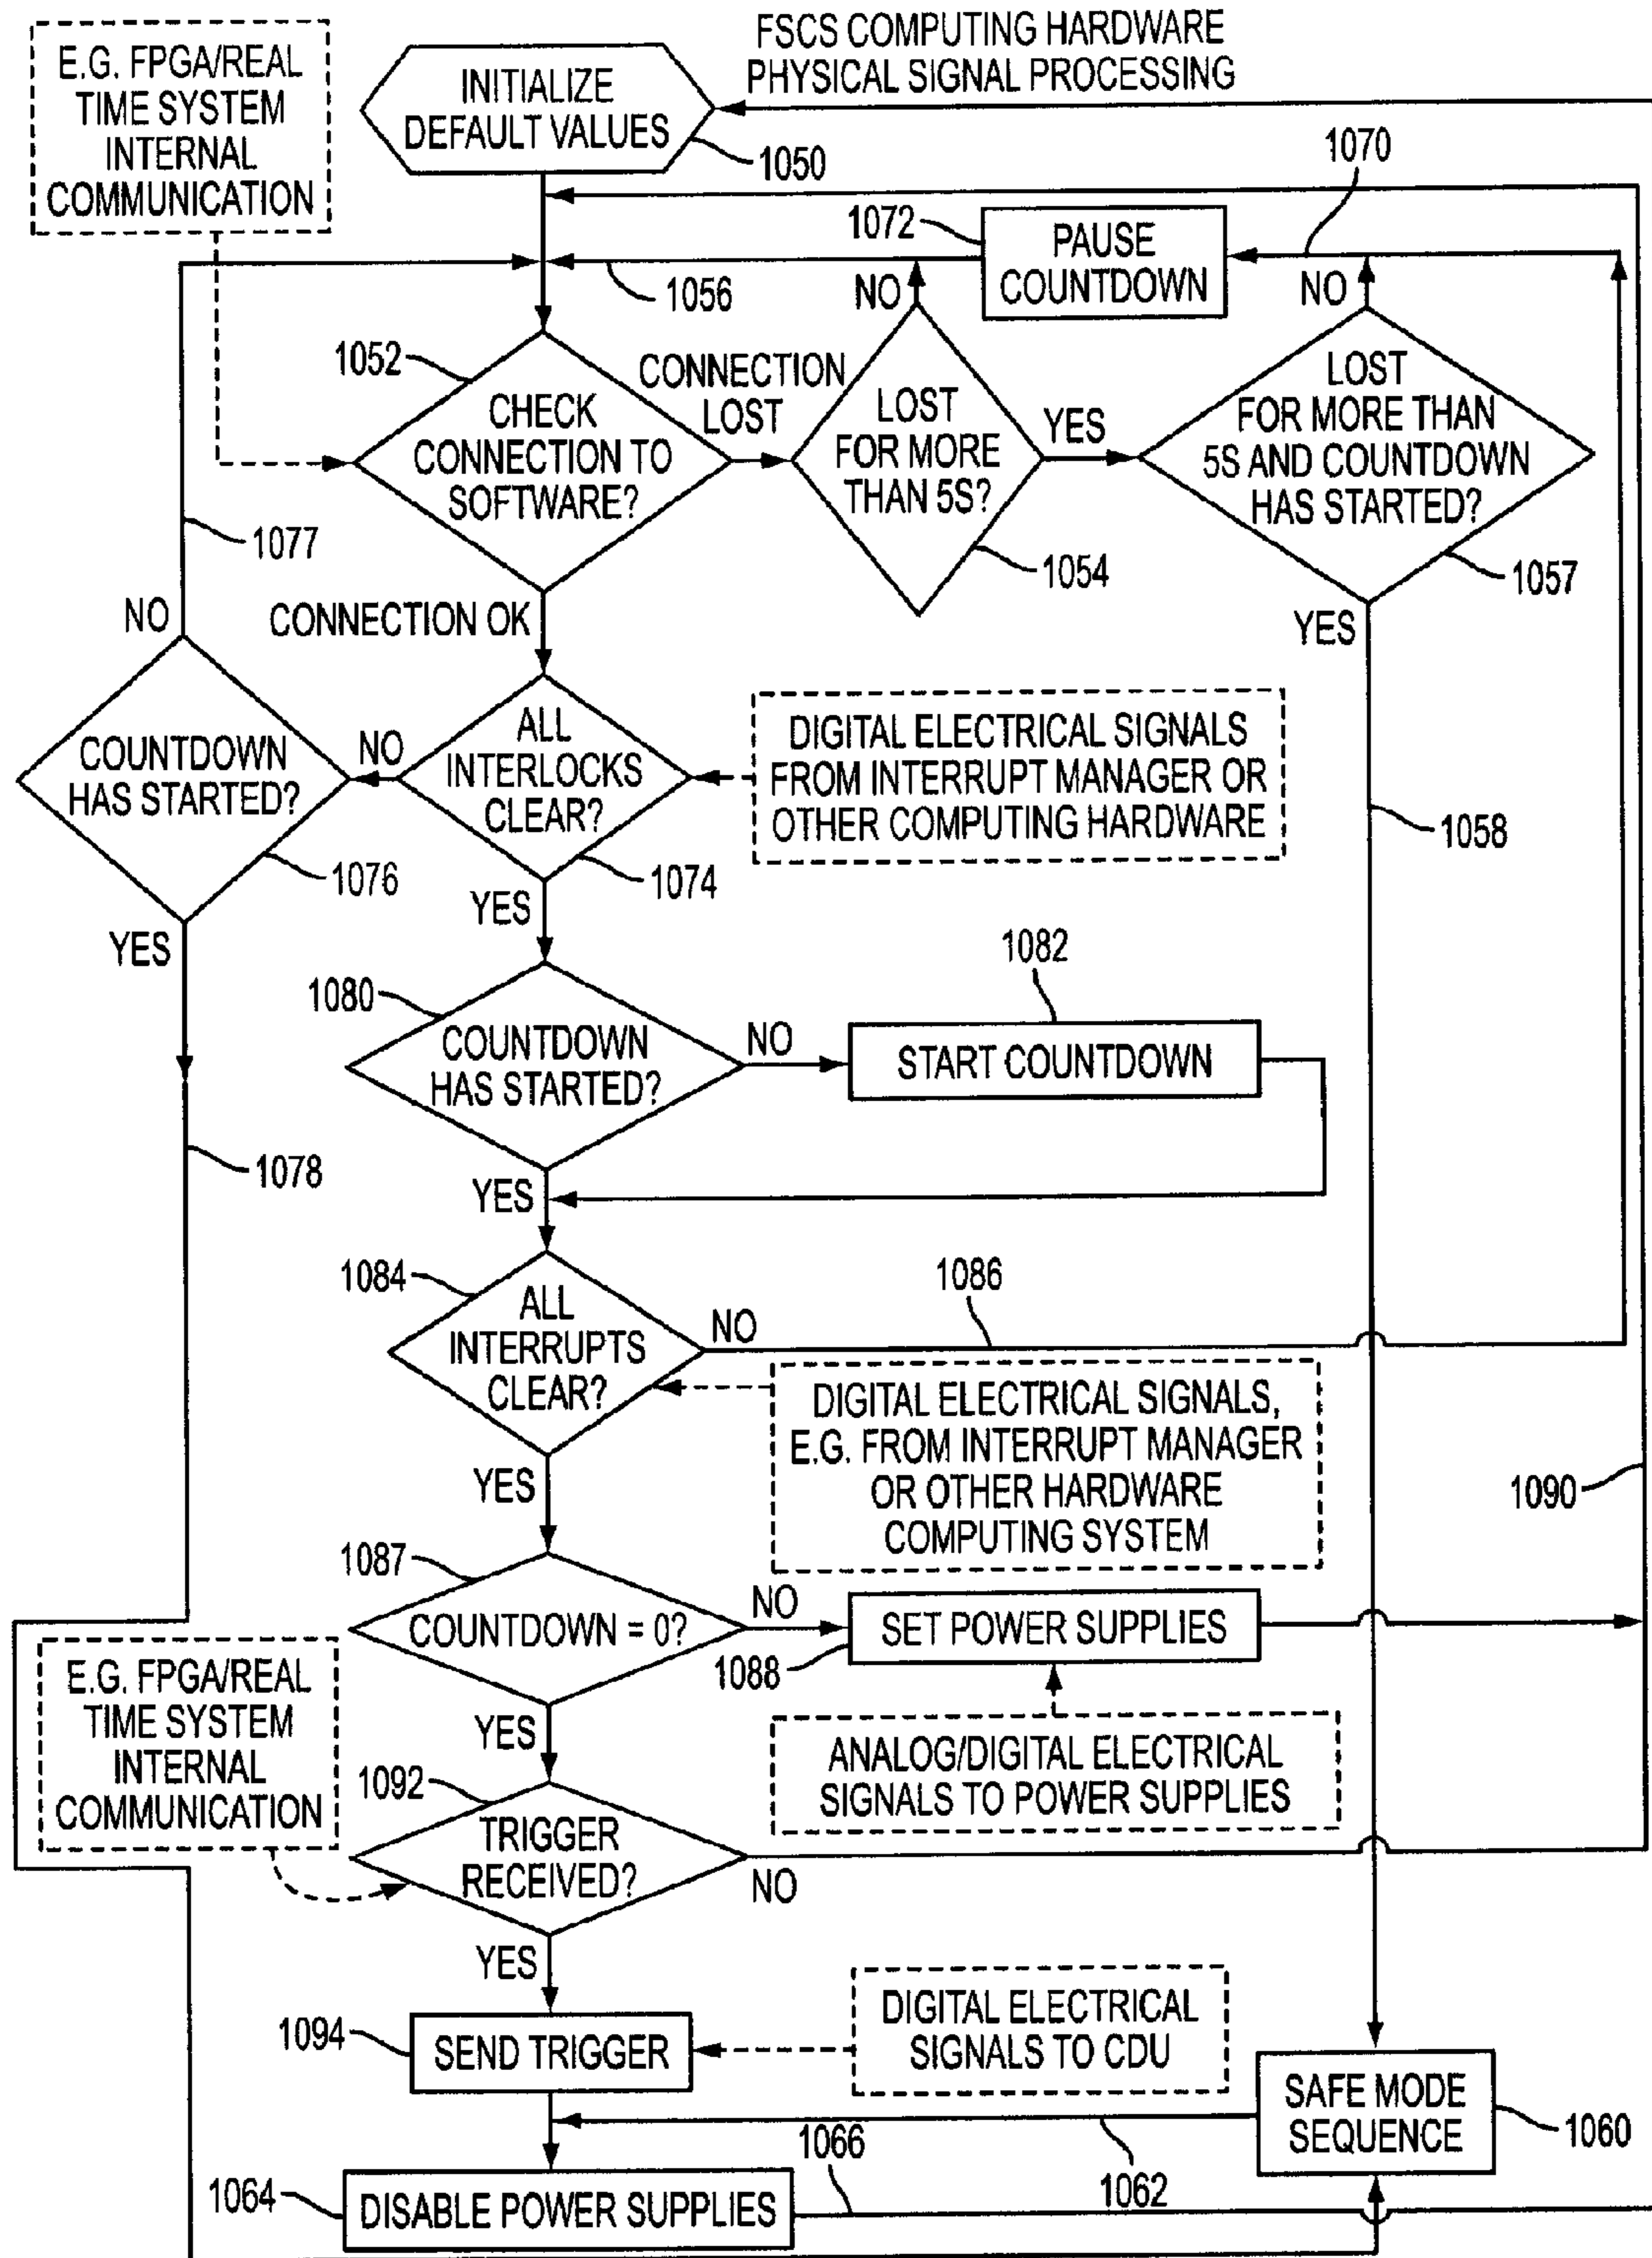 FSCS COMPUTING HARDWARE
PHYSICAL SIGNAL PROCESSING
E.G. FPGA/REAL
TIME SYSTEM
INTERNAL
COMMUNICATION
INITIALIZE
DEFAULT VALUES
1050
1070
1072
PAUSE
COUNTDOWN
1056
NO
NO
1052
CHECK
CONNECTION TO
SOFTWARE?
CONNECTION
LOST
LOST
FOR MORE
THAN 5S?
1054
YES
LOST
FOR MORE THAN
5S AND COUNTDOWN
HAS STARTED?
1057
YES
1077
NO
CONNECTION OK
COUNTDOWN
HAS STARTED?
1076
NO
ALL
INTERLOCKS
CLEAR?
1074
DIGITAL ELECTRICAL SIGNALS
FROM INTERRUPT MANAGER OR
OTHER COMPUTING HARDWARE
1058
YES
YES
1080
COUNTDOWN
HAS STARTED?
NO
1082
START COUNTDOWN
1078
YES
1084
ALL
INTERRUPTS
CLEAR?
NO
1086
DIGITAL ELECTRICAL SIGNALS,
E.G. FROM INTERRUPT MANAGER
OR OTHER HARDWARE
COMPUTING SYSTEM
1090
YES
1087
COUNTDOWN = 0?
NO
SET POWER SUPPLIES
1088
E.G. FPGA/REAL
TIME SYSTEM
INTERNAL
COMMUNICATION
YES
ANALOG/DIGITAL ELECTRICAL
SIGNALS TO POWER SUPPLIES
1092
TRIGGER
RECEIVED?
NO
YES
1094
SEND TRIGGER
DIGITAL ELECTRICAL
SIGNALS TO CDU
SAFE MODE
SEQUENCE
1060
1066
1062
1064
DISABLE POWER SUPPLIES